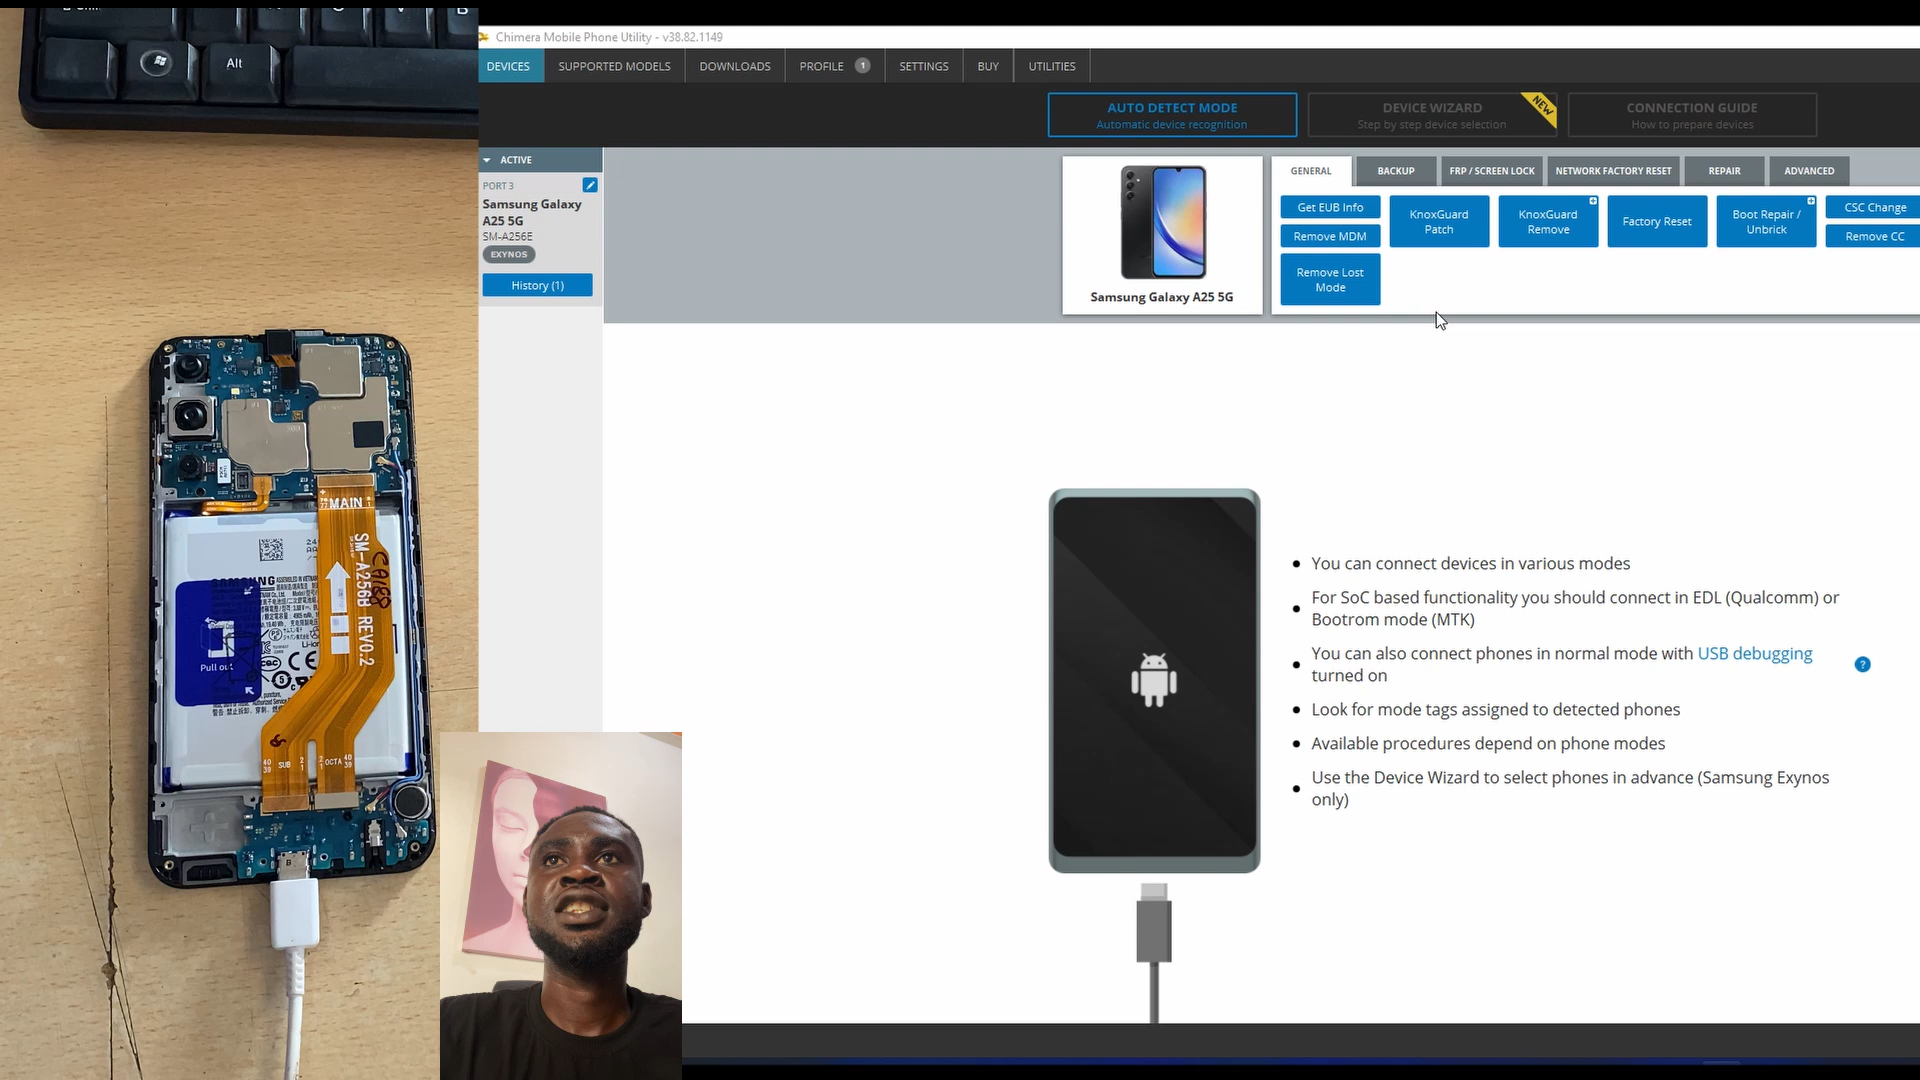 Alt
B
Chimera Mobile Phone Utility - v38.82.1149
DEVICES
SUPPORTED MODELS
DOWNLOADS
PROFILE
1
SETTINGS
BUY
UTILITIES
AUTO DETECT MODE
Automatic device recognition
DEVICE WIZARD
Step by step device selection
NEW
CONNECTION GUIDE
How to prepare devices
ACTIVE
PORT 3
Samsung Galaxy
A25 5G
SM-A256E
EXYNOS
History (1)
Samsung Galaxy A25 5G
GENERAL
BACKUP
FRP / SCREEN LOCK
NETWORK FACTORY RESET
REPAIR
ADVANCED
Get EUB Info
Remove MDM
Remove Lost
Mode
KnoxGuard
Patch
KnoxGuard
Remove
Factory Reset
Boot Repair /
Unbrick
CSC Change
Remove CC
You can connect devices in various modes
For SoC based functionality you should connect in EDL (Qualcomm) or
Bootrom mode (MTK)
You can also connect phones in normal mode with USB debugging
turned on
?
Look for mode tags assigned to detected phones
Available procedures depend on phone modes
Use the Device Wizard to select phones in advance (Samsung Exynos
only)
MAIN
SM-A256B REV0.2
Pull out
SUB
OCTA
40
39
2
1
2
1
40
39
B